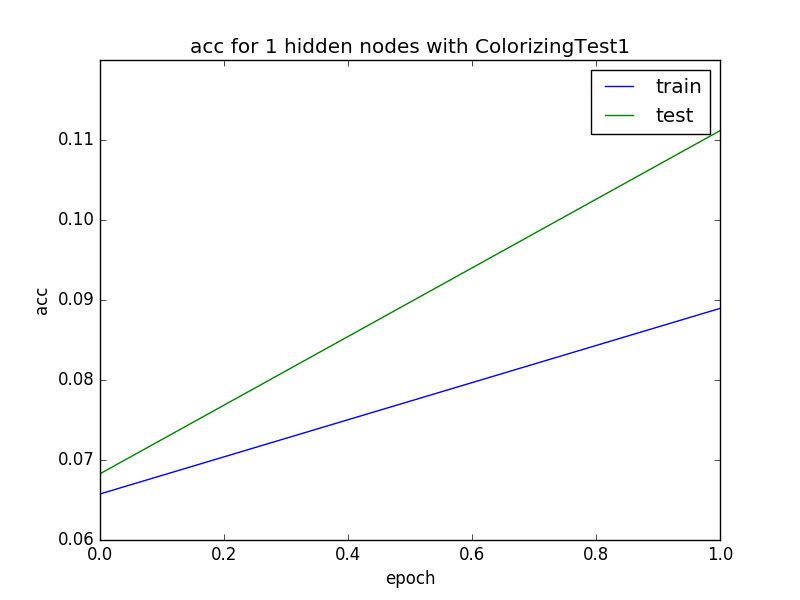 acc for 1 hidden nodes with ColorizingTest1
train
test
acc
0.11
0.10
0.09
0.08
0.07
0.06
0.0 0.2 0.4 0.6 0.8 1.0
epoch